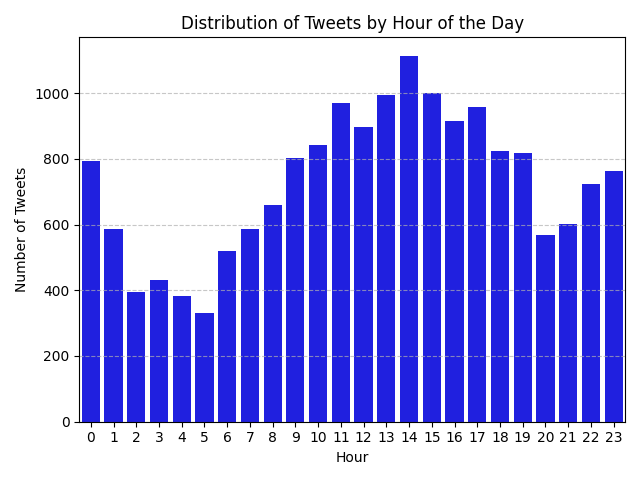 Distribution of Tweets by Hour of the Day
Number of Tweets
1000
800
600
400
200
0
0 1 2 3 4 5 6 7 8 9 10 11 12 13 14 15 16 17 18 19 20 21 22 23
Hour